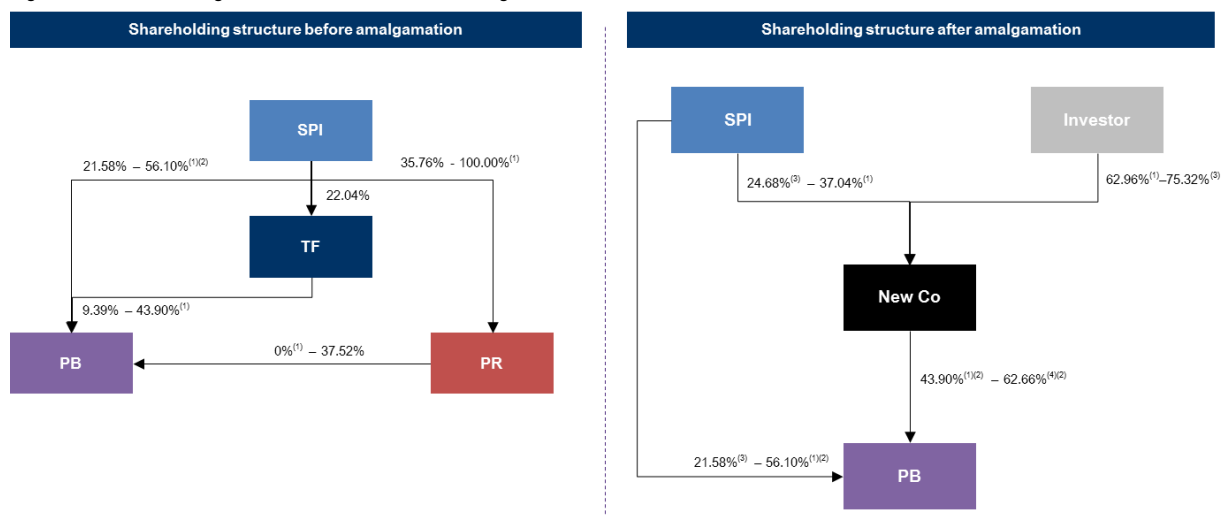 Shareholding structure before amalgamation
SPI
21.58% – 56.10%(1)(2)
35.76% - 100.00%(1)
22.04%
TF
9.39% – 43.90%(1)
PB
0%(1) – 37.52%
PR
Shareholding structure after amalgamation
SPI
Investor
24.68%(3) – 37.04%(1)
62.96%(1)–75.32%(3)
New Co
43.90%(1)(2) – 62.66%(4)(2)
21.58%(3) – 56.10%(1)(2)
PB